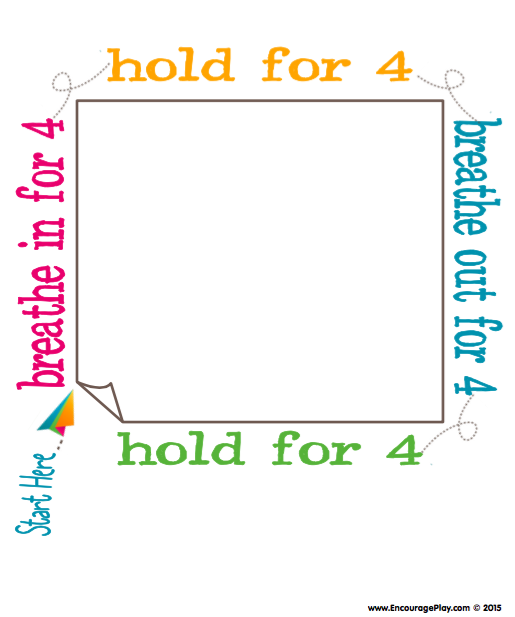 hold for 4
breathe in for 4
breathe out for 4
hold for 4
Start Here
www.EncouragePlay.com © 2015